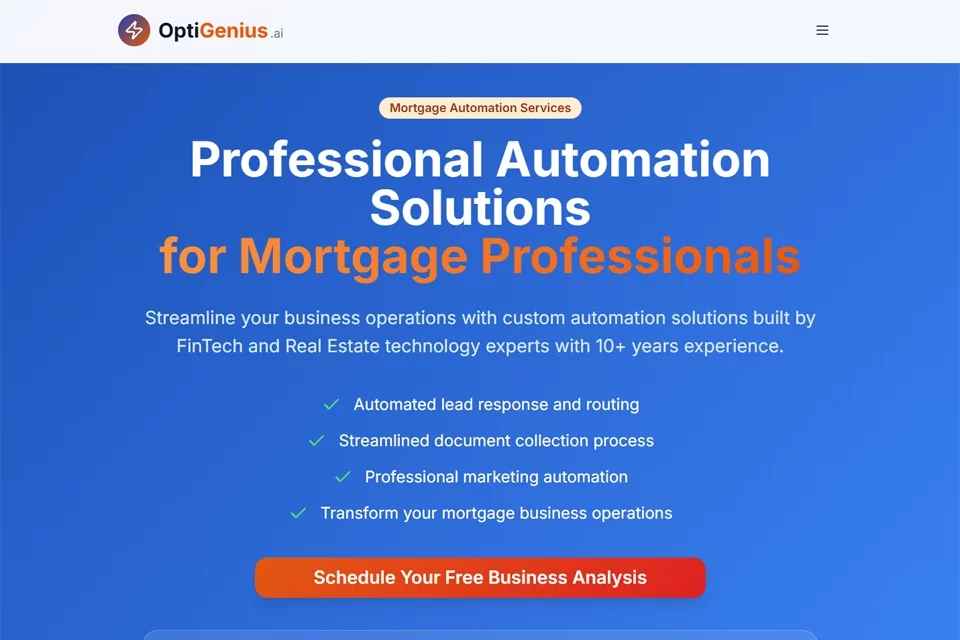 OptiGenius.ai
Mortgage Automation Services
Professional Automation
Solutions
for Mortgage Professionals
Streamline your business operations with custom automation solutions built by
FinTech and Real Estate technology experts with 10+ years experience.
Automated lead response and routing
Streamlined document collection process
Professional marketing automation
Transform your mortgage business operations
Schedule Your Free Business Analysis